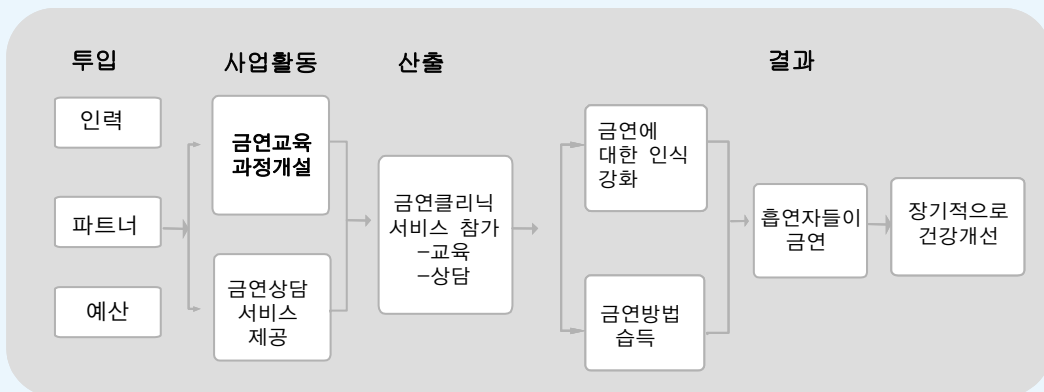 투입
사업활동
산출
결과
인력
파트너
예산
금연교육
과정개설
금연상담
서비스
제공
금연클리닉
서비스 참가
–교육
–상담
금연에
대한 인식
강화
금연방법
습득
흡연자들이
금연
장기적으로
건강개선